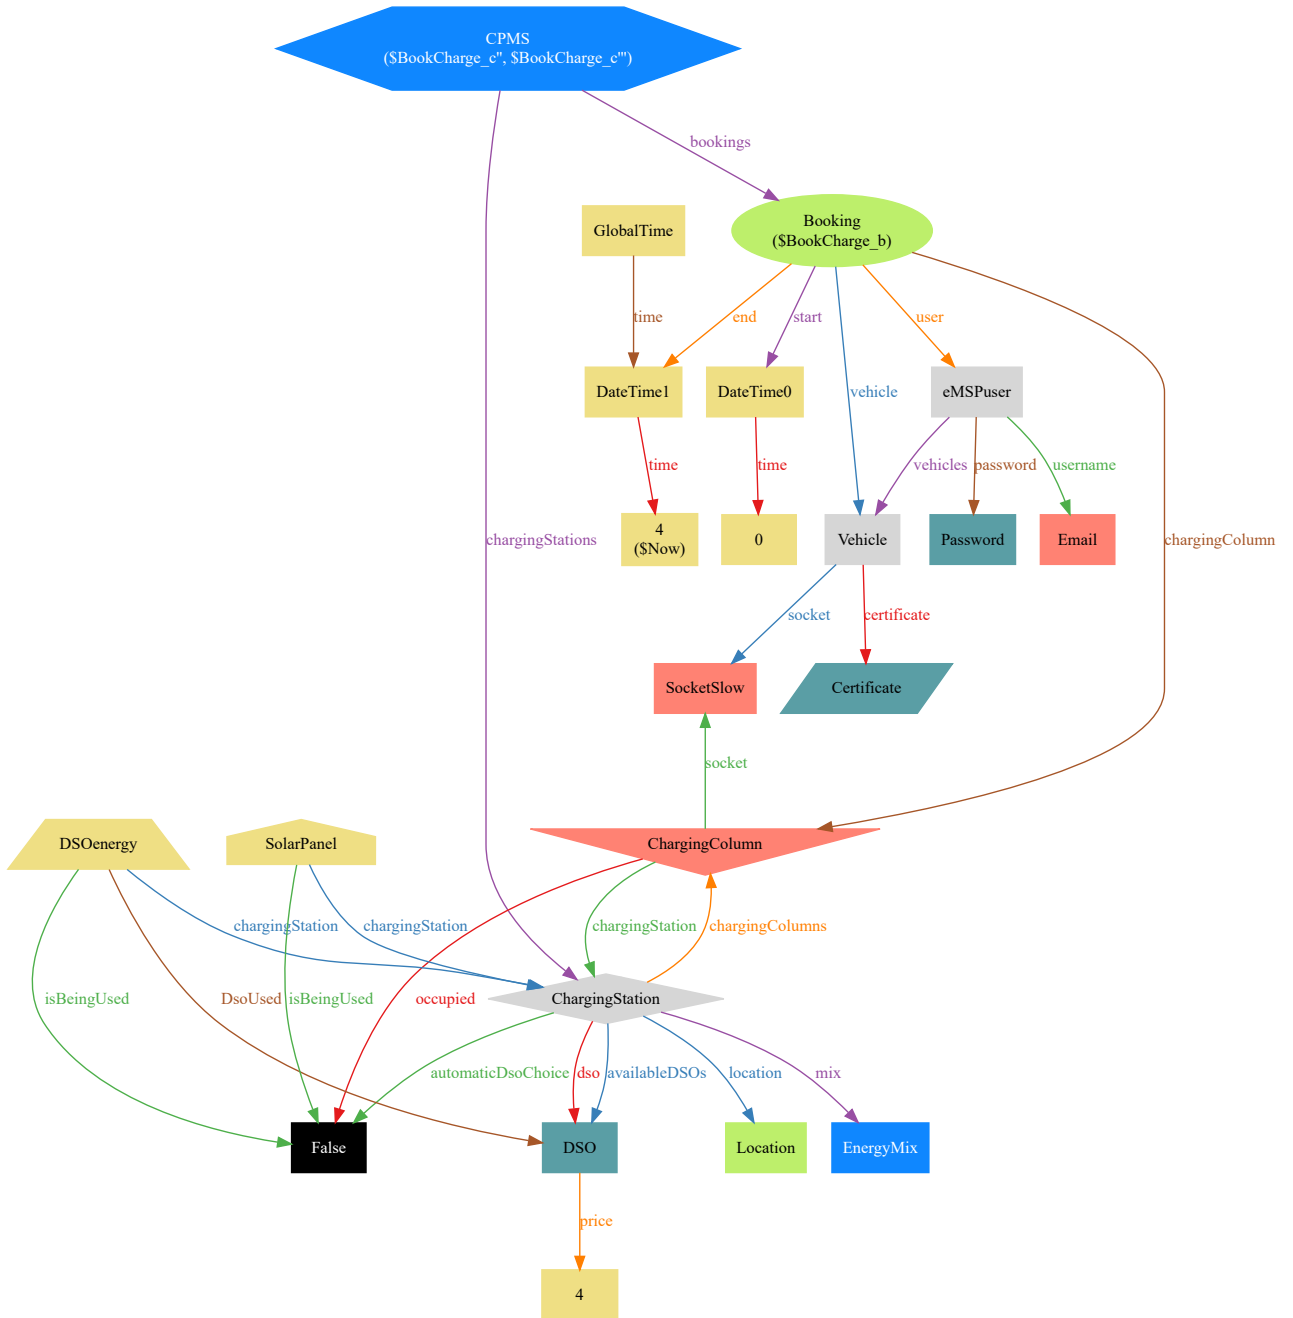 CPMS
($BookCharge_c'', $BookCharge_c''')
bookings
GlobalTime
Booking
($BookCharge_b)
time
end
start
user
DateTime1
DateTime0
vehicle
eMSPuser
time
time
vehicles
password
username
chargingStations
4
($Now)
0
Vehicle
Password
Email
chargingColumn
socket
certificate
SocketSlow
Certificate
socket
DSOenergy
SolarPanel
ChargingColumn
chargingStation
chargingStation
chargingStation
chargingColumns
isBeingUsed
DsoUsed
isBeingUsed
occupied
ChargingStation
automaticDsoChoice
dso
availableDSOs
location
mix
False
DSO
Location
EnergyMix
price
4